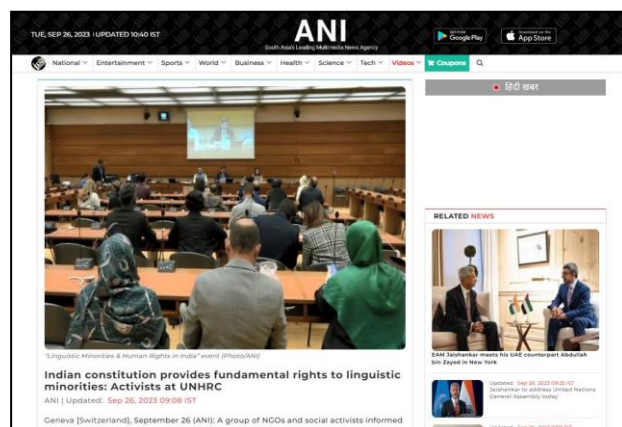 TUE, SEP 26, 2023 | UPDATED 10:40 IST
ANI
South Asia's Leading Multimedia News Agency
GET IT ON
Google Play
Download on the
App Store
National
Entertainment
Sports
World
Business
Health
Science
Tech
Videos
Coupons
हिंदी खबर
"Linguistic Minorities & Human Rights in India" event (Photo/ANI)
Indian constitution provides fundamental rights to linguistic
minorities: Activists at UNHRC
ANI | Updated: Sep 26, 2023 09:08 IST
Geneva [Switzerland], September 26 (ANI): A group of NGOs and social activists informed
RELATED NEWS
EAM Jaishankar meets his UAE counterpart Abdullah
bin Zayed in New York
Updated: Sep 26, 2023 09:35 IST
Jaishankar to address United Nations
General Assembly today